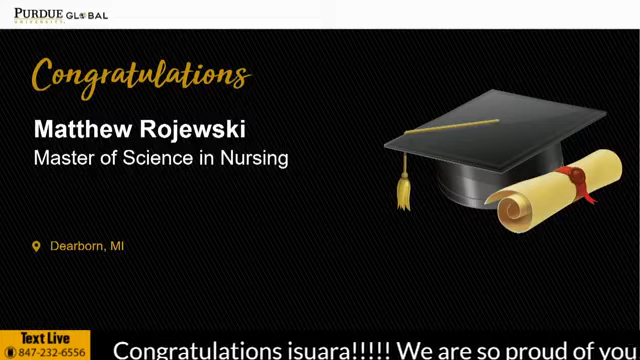 PURDUE GLOBAL
UNIVERSITY
Congratulations
Matthew Rojewski
Master of Science in Nursing
Dearborn, MI
Text Live
847-232-6556
Congratulations isuara!!!!! We are so proud of you